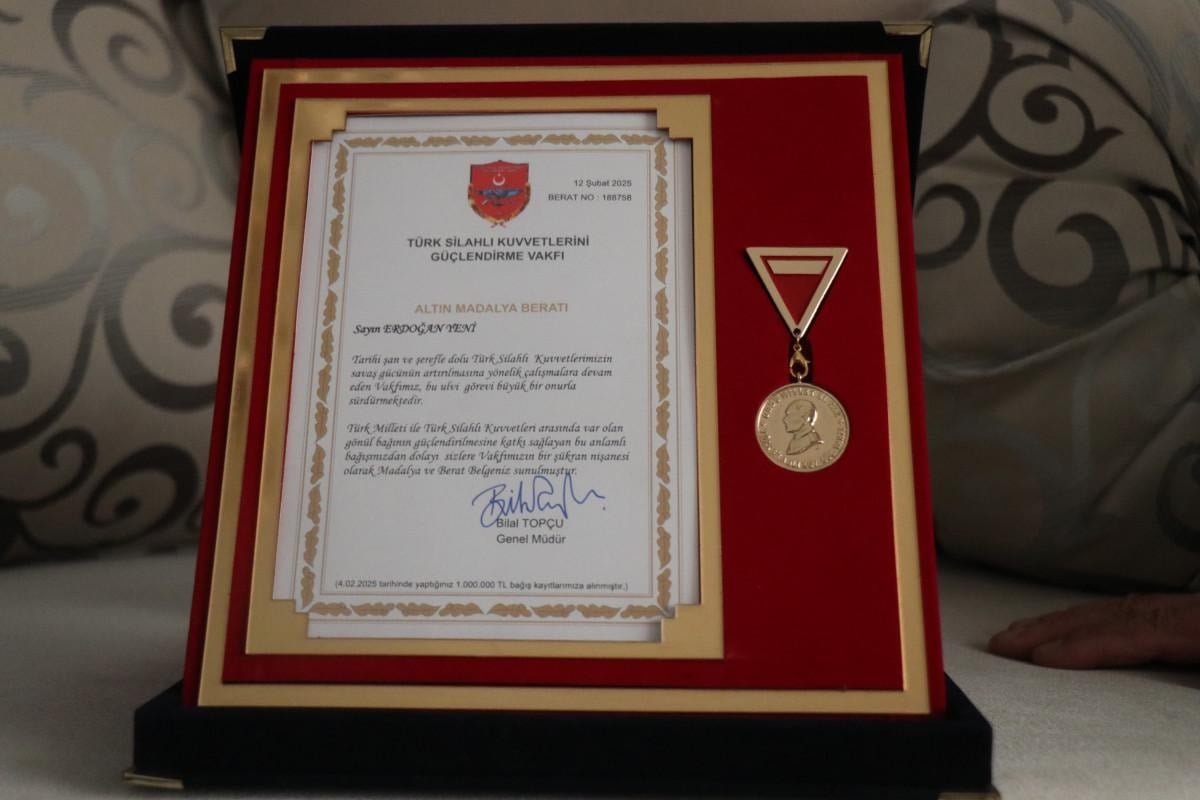 12 Şubat 2025
BERAT NO : 188758
TÜRK SİLAHLI KUVVETLERİNİ
GÜÇLENDİRME VAKFI
ALTIN MADALYA BERATI
Sayın ERDOĞAN YENİ
Tarihi şan ve şerefle dolu Türk Silahlı Kuvvetlerimizin
savaş gücünün artırılmasına yönelik çalışmalara devam
eden Vakfımız, bu ulvi görevi büyük bir onurla
sürdürmektedir.
Türk Milleti ile Türk Silahlı Kuvvetleri arasında var olan
gönül bağının güçlendirilmesine katkı sağlayan bu anlamlı
bağışınızdan dolayı sizlere Vakfımızın bir şükran nişanesi
olarak Madalya ve Berat Belgeniz sunulmuştur.
Bilal TOPÇU
Genel Müdür
(4.02.2025 tarihinde yaptığınız 1.000.000 TL bağış kayıtlarımıza alınmıştır.)